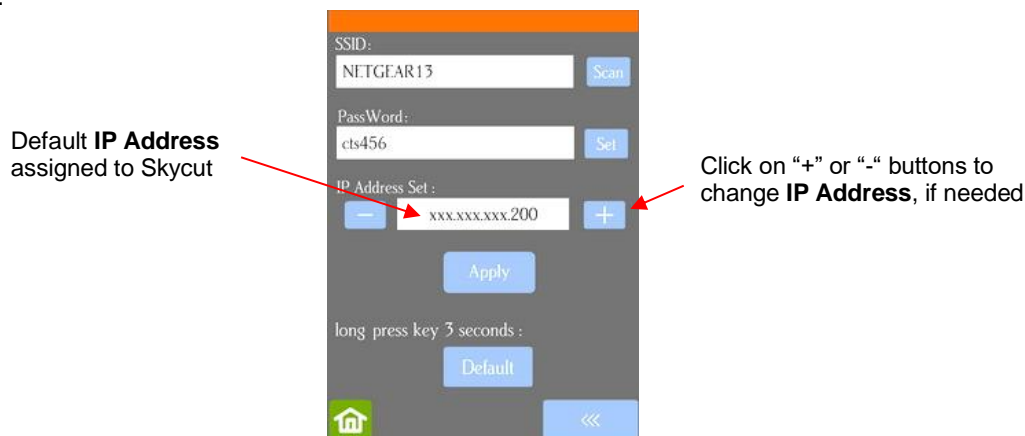 .
SSID:
NETGEAR13
Scan
PassWord:
cts456
Set
Default IP Address
assigned to Skycut
Click on “+” or “-“ buttons to
change IP Address, if needed
IP Address Set :
− xxx.xxx.xxx.200 +
Apply
long press key 3 seconds :
Default
<<<